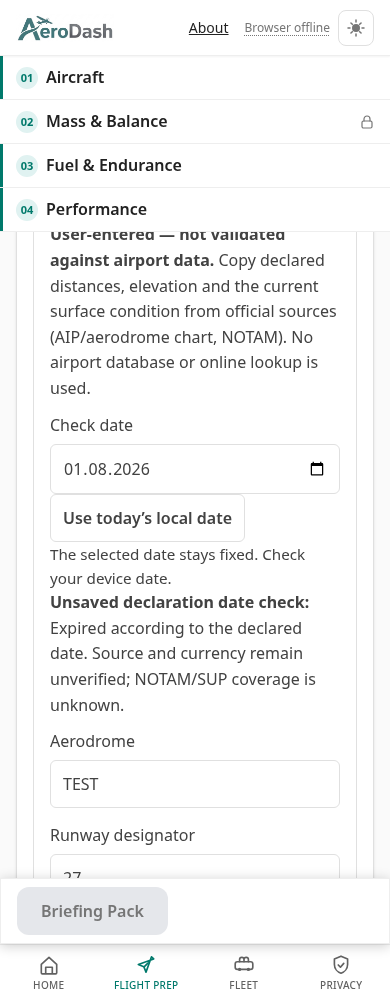 AeroDash
About
Browser offline
01 Aircraft
02 Mass & Balance
03 Fuel & Endurance
04 Performance
User-entered — not validated
against airport data. Copy declared
distances, elevation and the current
surface condition from official sources
(AIP/aerodrome chart, NOTAM). No
airport database or online lookup is
used.
Check date
01.08.2026
Use today’s local date
The selected date stays fixed. Check
your device date.
Unsaved declaration date check:
Expired according to the declared
date. Source and currency remain
unverified; NOTAM/SUP coverage is
unknown.
Aerodrome
TEST
Runway designator
27
Briefing Pack
HOME
FLIGHT PREP
FLEET
PRIVACY